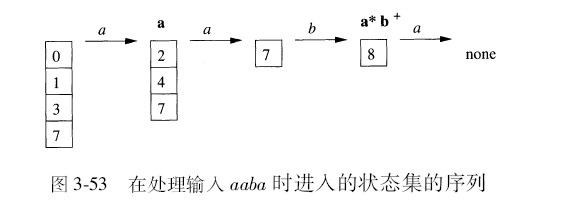 a a* b +
a a b a
0 2 7 8 none
1 4
3 7
7
图 3-53 在处理输入 aaba 时进入的状态集的序列